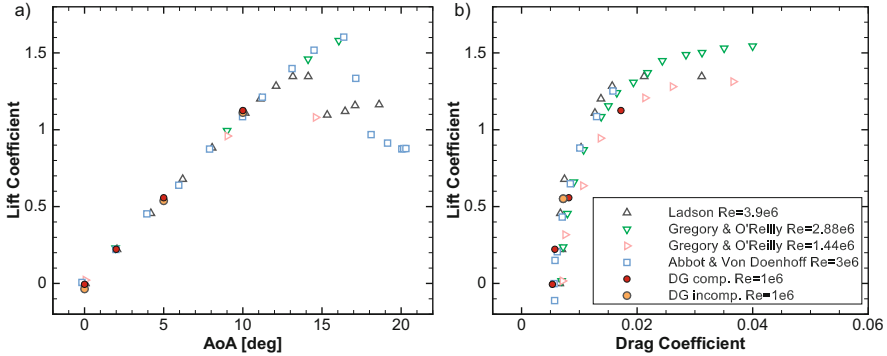 a)
Lift Coefficient
1.5
1
0.5
0
0 5 10 15 20
AoA [deg]
b)
Lift Coefficient
1.5
1
0.5
0
0 0.02 0.04 0.06
Drag Coefficient
Ladson Re=3.9e6
Gregory & O'Reilly Re=2.88e6
Gregory & O'Reilly Re=1.44e6
Abbot & Von Doenhoff Re=3e6
DG comp. Re=1e6
DG incomp. Re=1e6